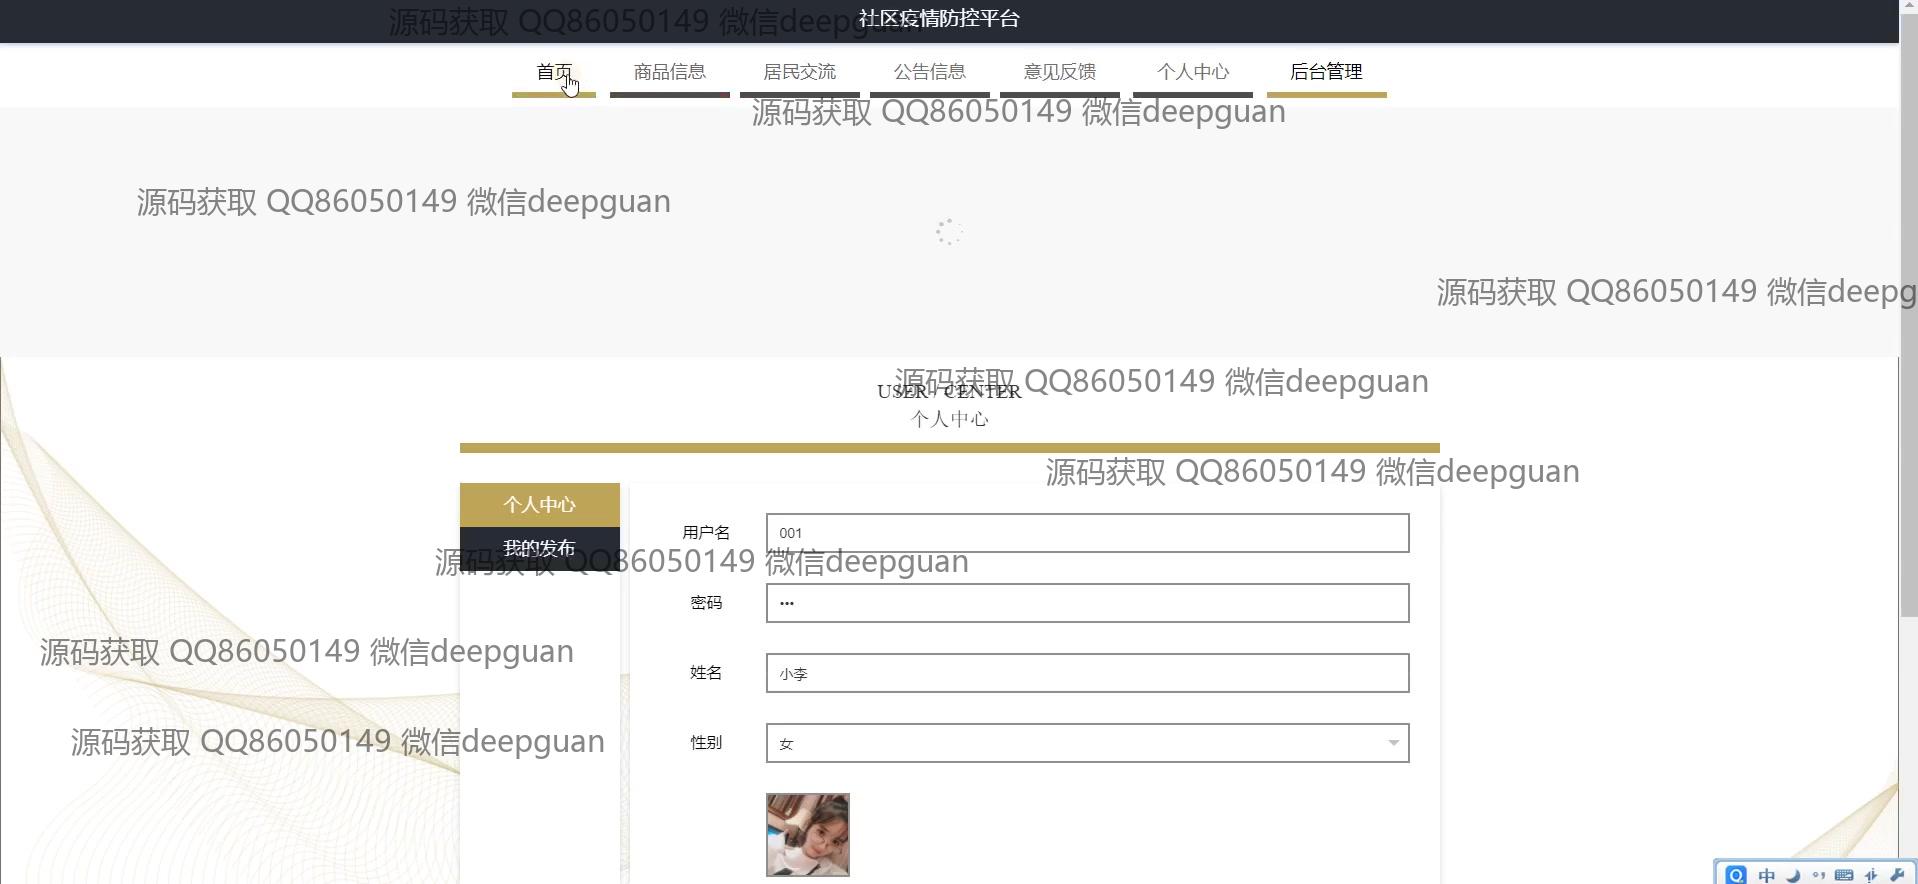 社区疫情防控平台
源码获取 QQ86050149 微信deepguan
首页 商品信息 居民交流 公告信息 意见反馈 个人中心 后台管理
源码获取 QQ86050149 微信deepguan
源码获取 QQ86050149 微信deepguan
源码获取 QQ86050149 微信deepg
源码获取 QQ86050149 微信deepguan
USER / CENTER
个人中心
源码获取 QQ86050149 微信deepguan
个人中心
用户名 001
我的发布
源码获取 QQ86050149 微信deepguan
密码 •••
源码获取 QQ86050149 微信deepguan
姓名 小李
源码获取 QQ86050149 微信deepguan
性别 女
中